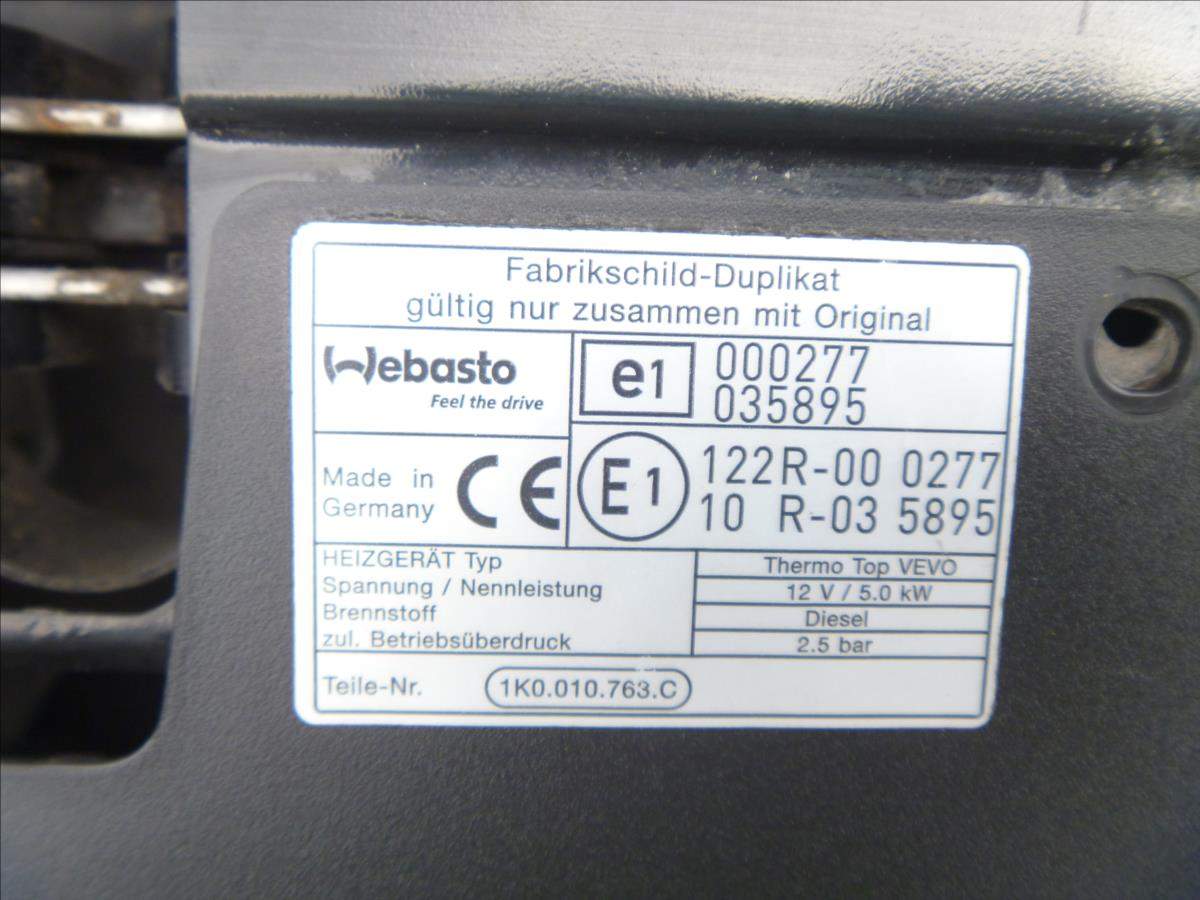 Fabrikschild-Duplikat
gültig nur zusammen mit Original
Webasto
Feel the drive
e1
000277
035895
Made in
Germany
CE
E1
122R-00 0277
10 R-03 5895
HEIZGERÄT Typ
Thermo Top VEVO
Spannung / Nennleistung
12 V / 5.0 kW
Brennstoff
Diesel
zul. Betriebsüberdruck
2.5 bar
Teile-Nr.
1K0.010.763.C